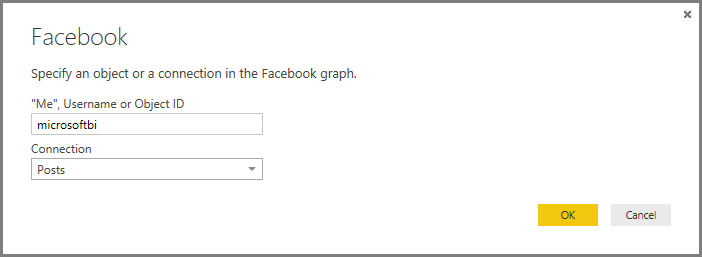 Facebook
Specify an object or a connection in the Facebook graph.
"Me", Username or Object ID
microsoftbi
Connection
Posts
OK
Cancel